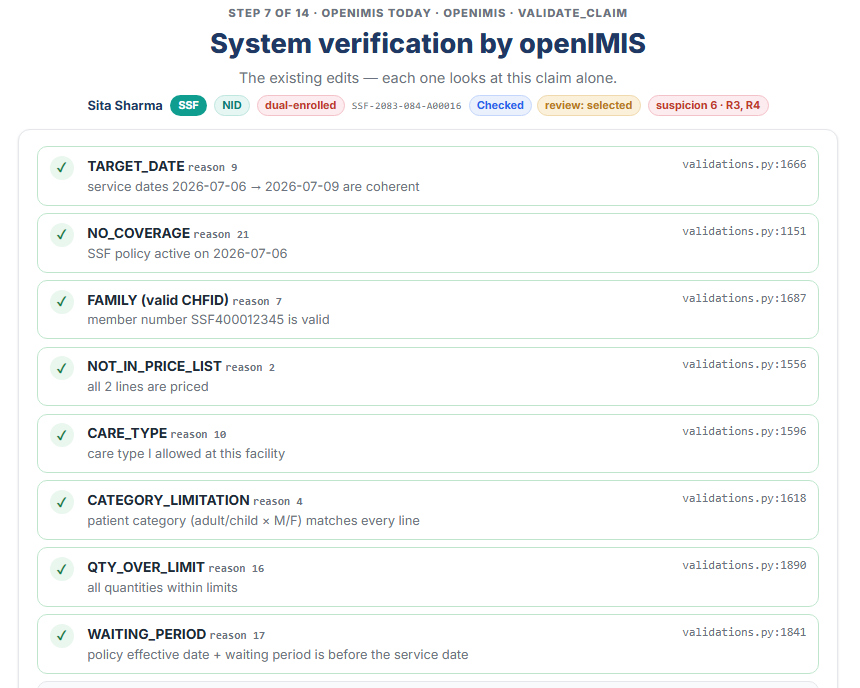 STEP 7 OF 14 · OPENIMIS TODAY · OPENIMIS · VALIDATE_CLAIM
System verification by openIMIS
The existing edits — each one looks at this claim alone.
Sita Sharma SSF NID dual-enrolled SSF-2083-084-A00016 Checked review: selected suspicion 6 · R3, R4
✓ TARGET_DATE reason 9 validations.py:1666
service dates 2026-07-06 → 2026-07-09 are coherent
✓ NO_COVERAGE reason 21 validations.py:1151
SSF policy active on 2026-07-06
✓ FAMILY (valid CHFID) reason 7 validations.py:1687
member number SSF400012345 is valid
✓ NOT_IN_PRICE_LIST reason 2 validations.py:1556
all 2 lines are priced
✓ CARE_TYPE reason 10 validations.py:1596
care type I allowed at this facility
✓ CATEGORY_LIMITATION reason 4 validations.py:1618
patient category (adult/child × M/F) matches every line
✓ QTY_OVER_LIMIT reason 16 validations.py:1890
all quantities within limits
✓ WAITING_PERIOD reason 17 validations.py:1841
policy effective date + waiting period is before the service date